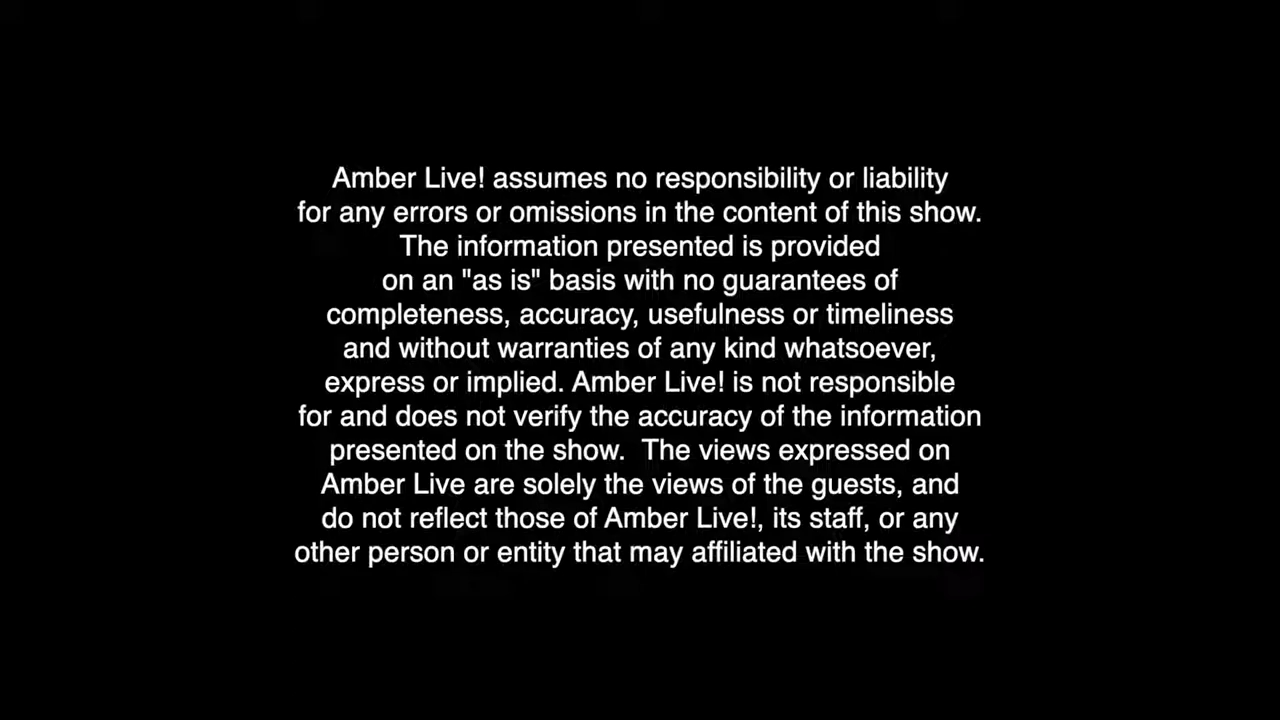 Amber Live! assumes no responsibility or liability
for any errors or omissions in the content of this show.
The information presented is provided
on an "as is" basis with no guarantees of
completeness, accuracy, usefulness or timeliness
and without warranties of any kind whatsoever,
express or implied. Amber Live! is not responsible
for and does not verify the accuracy of the information
presented on the show.  The views expressed on
Amber Live are solely the views of the guests, and
do not reflect those of Amber Live!, its staff, or any
other person or entity that may affiliated with the show.